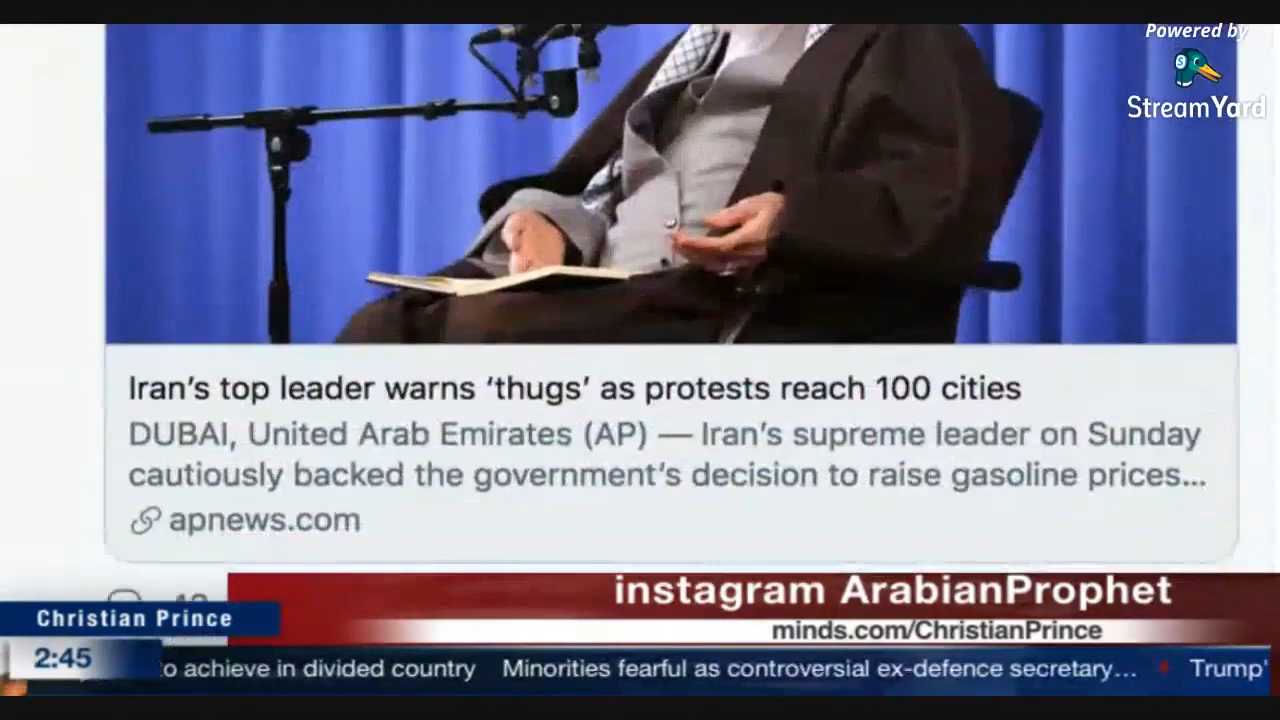 Powered by
StreamYard
Iran's top leader warns 'thugs' as protests reach 100 cities
DUBAI, United Arab Emirates (AP) — Iran's supreme leader on Sunday
cautiously backed the government's decision to raise gasoline prices...
apnews.com
instagram ArabianProphet
Christian Prince
minds.com/ChristianPrince
2:45
to achieve in divided country Minorities fearful as controversial ex-defence secretary... Trump'